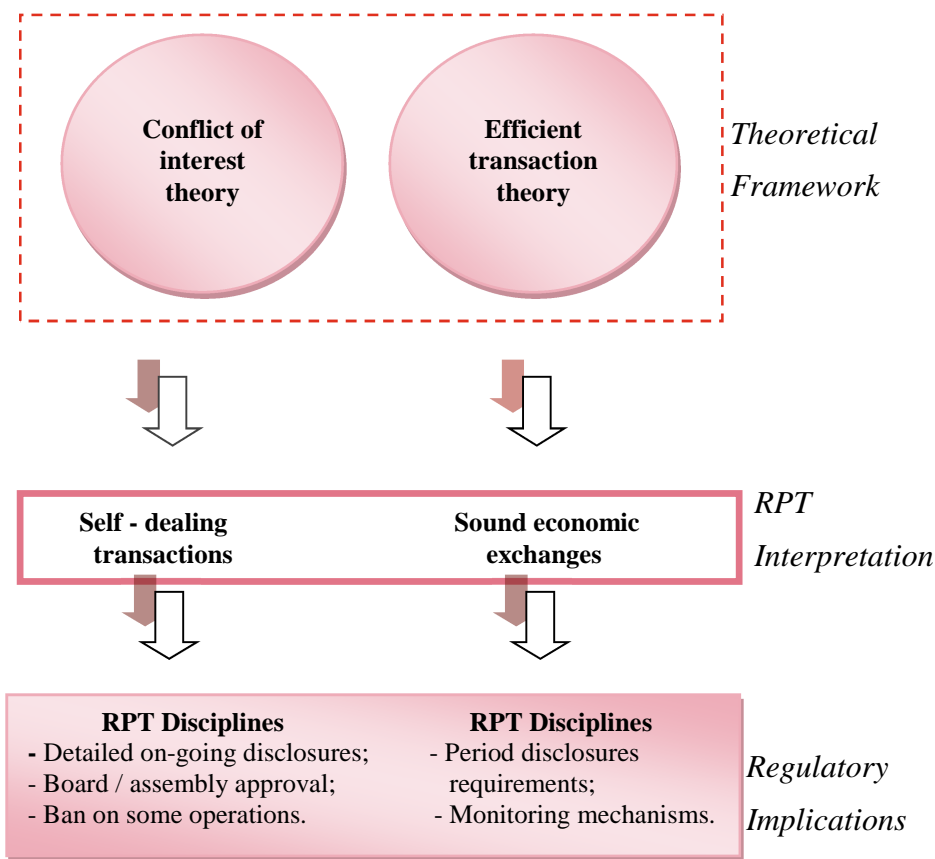 Conflict of
interest
theory
Efficient
transaction
theory
Theoretical
Framework
Self - dealing
transactions
Sound economic
exchanges
RPT
Interpretation
RPT Disciplines
- Detailed on-going disclosures;
- Board / assembly approval;
- Ban on some operations.
RPT Disciplines
- Period disclosures
requirements;
- Monitoring mechanisms.
Regulatory
Implications